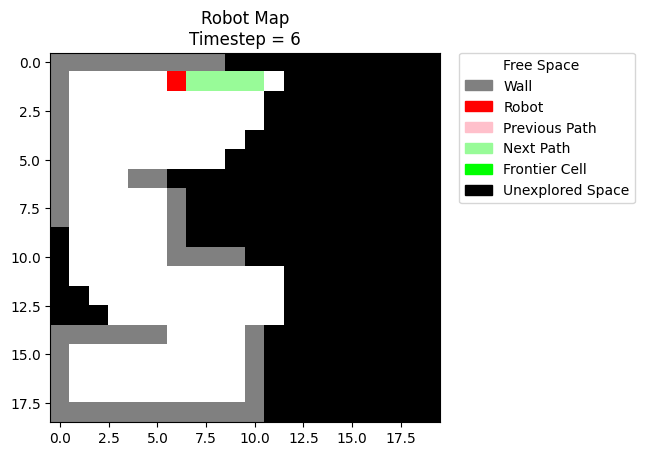 Robot Map
Timestep = 6
0.0
2.5
5.0
7.5
10.0
12.5
15.0
17.5
0.0
2.5
5.0
7.5
10.0
12.5
15.0
17.5
Free Space
Wall
Robot
Previous Path
Next Path
Frontier Cell
Unexplored Space